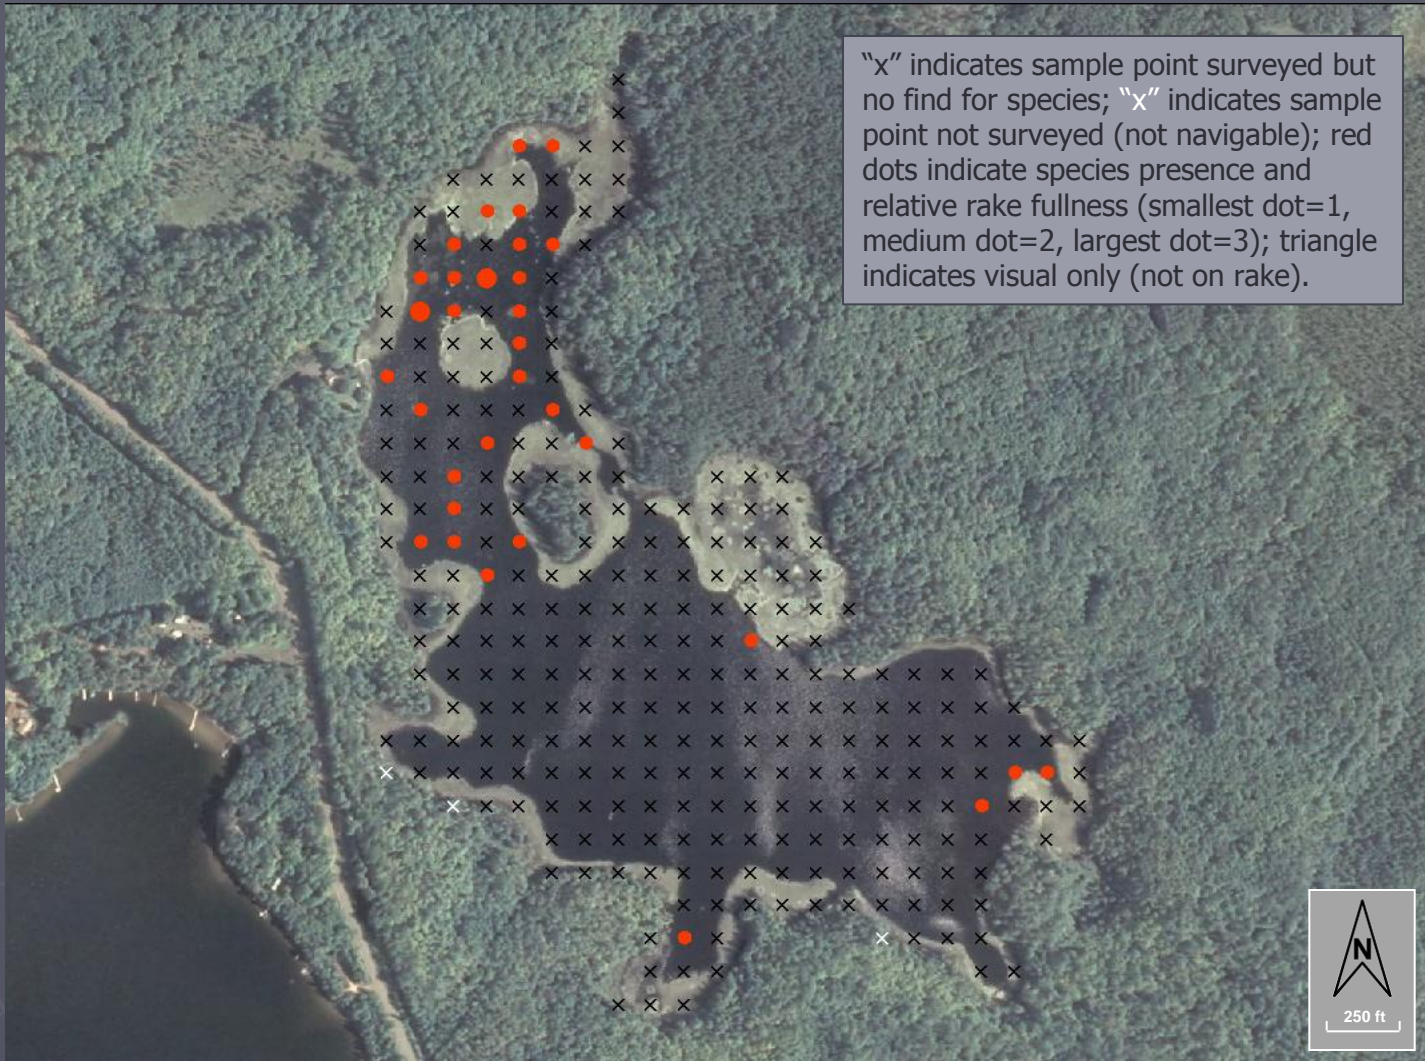 “x” indicates sample point surveyed but
no find for species; “x” indicates sample
point not surveyed (not navigable); red
dots indicate species presence and
relative rake fullness (smallest dot=1,
medium dot=2, largest dot=3); triangle
indicates visual only (not on rake).
N
250 ft